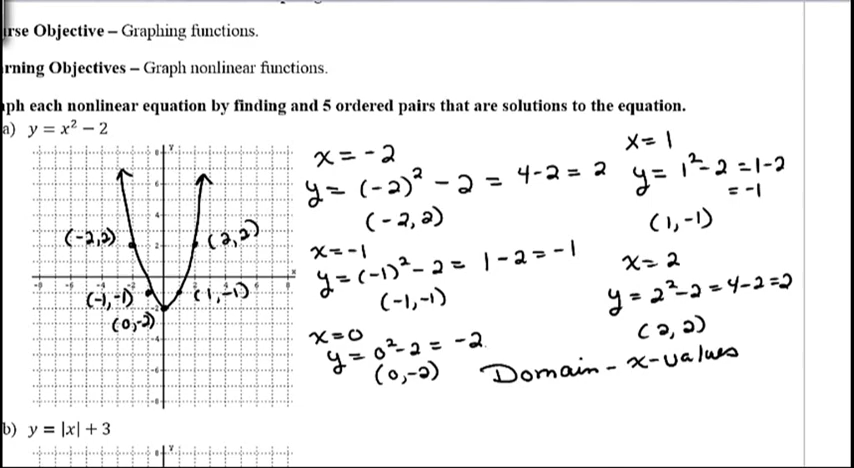 rse Objective – Graphing functions.
rning Objectives – Graph nonlinear functions.
ph each nonlinear equation by finding and 5 ordered pairs that are solutions to the equation.
a) y = x² – 2
x = -2
y = (-2)² - 2 = 4-2 = 2
(-2,2)
x=-1
y=(-1)²-2= 1-2=-1
(-1,-1)
x=0
y=0²-2=-2
(0,-2)
x=1
y= 1²-2 =1-2
=-1
(1,-1)
x=2
y=2²-2=4-2=2
(2,2)
Domain - x-values
(-2,2)
(2,2)
(-1,-1)
(1,-1)
(0,-2)
b) y = |x| + 3